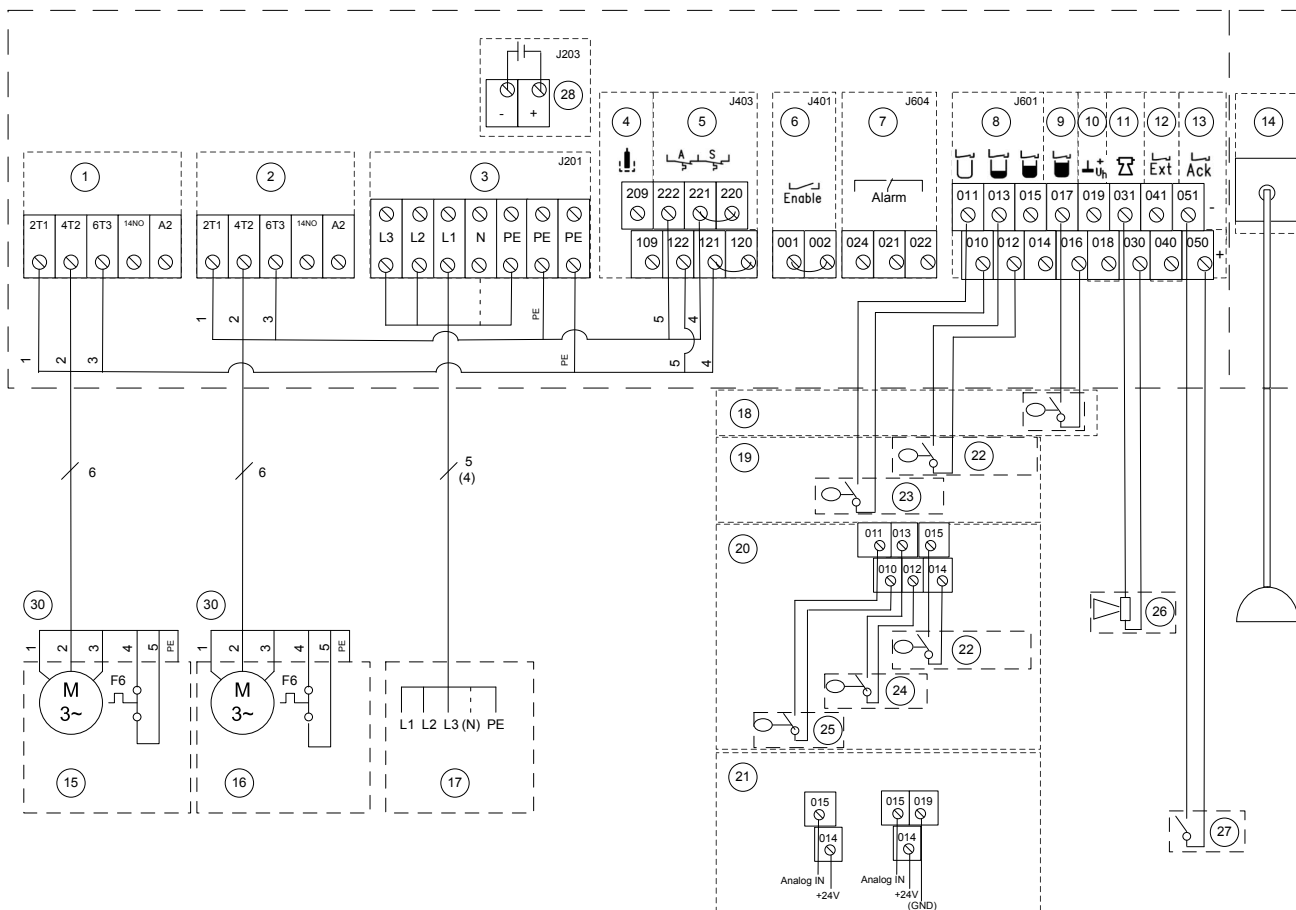 J203
28
- +
J403 J401 J604 J601
4 5 6 7 8 9 10 11 12 13 14
A S
+
Uh
Ext Ack
Enable
Alarm
J201
1 2 3
209 222 221 220
011 013 015 017 019 031 041 051 -
2T1 4T2 6T3 14NO A2
2T1 4T2 6T3 14NO A2
L3 L2 L1 N PE PE PE
109 122 121 120
001 002
024 021 022
010 012 014 016 018 030 040 050 +
1 2 3
1 2 3
PE
PE
5 4
5 4
18
19
22
23
6
6
5
(4)
20
011 013 015
010 012 014
22
24
25
26
30
1 2 3 4 5 PE
M
3~
F6
15
30
1 2 3 4 5 PE
M
3~
F6
16
L1 L2 L3 (N) PE
17
21
015
014
Analog IN
+24V
015 019
014
Analog IN
+24V
(GND)
27